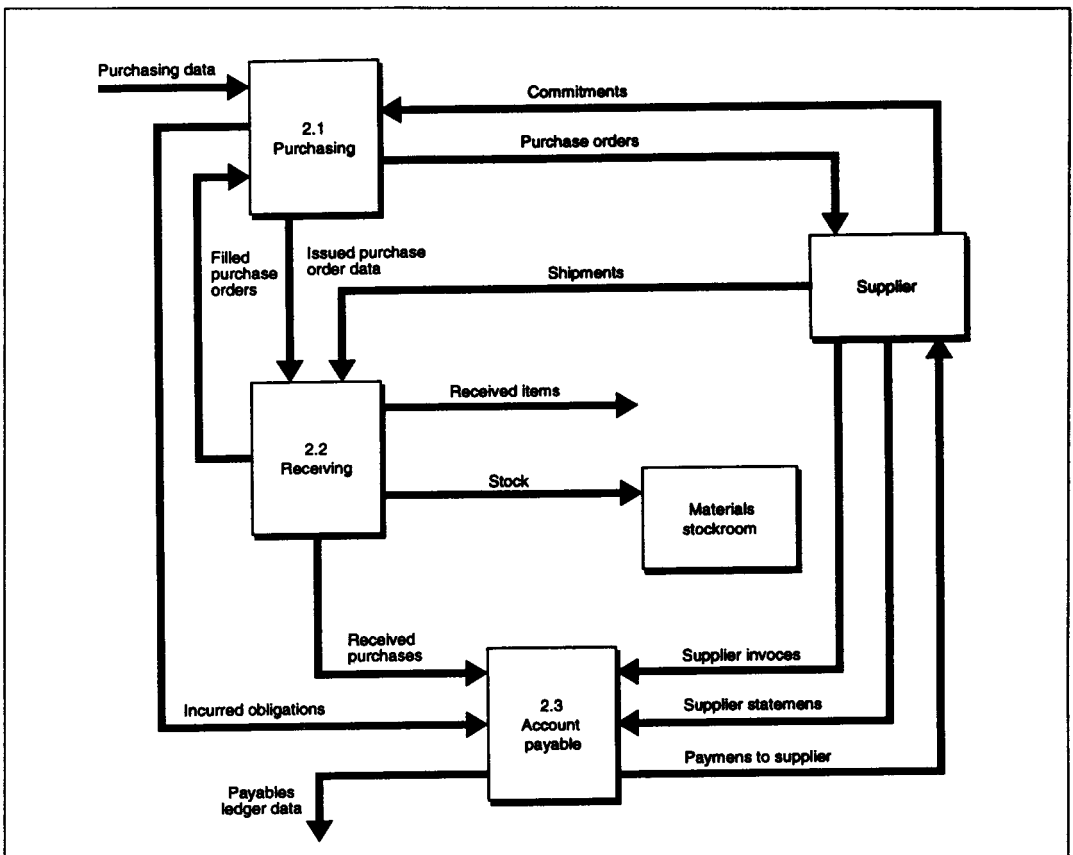 Purchasing data
2.1
Purchasing
Commitments
Purchase orders
Filled
purchase
orders
Issued purchase
order data
Shipments
Supplier
Received items
2.2
Receiving
Stock
Materials
stockroom
Received
purchases
Supplier invoces
2.3
Account
payable
Incurred obligations
Supplier statemens
Paymens to supplier
Payables
ledger data